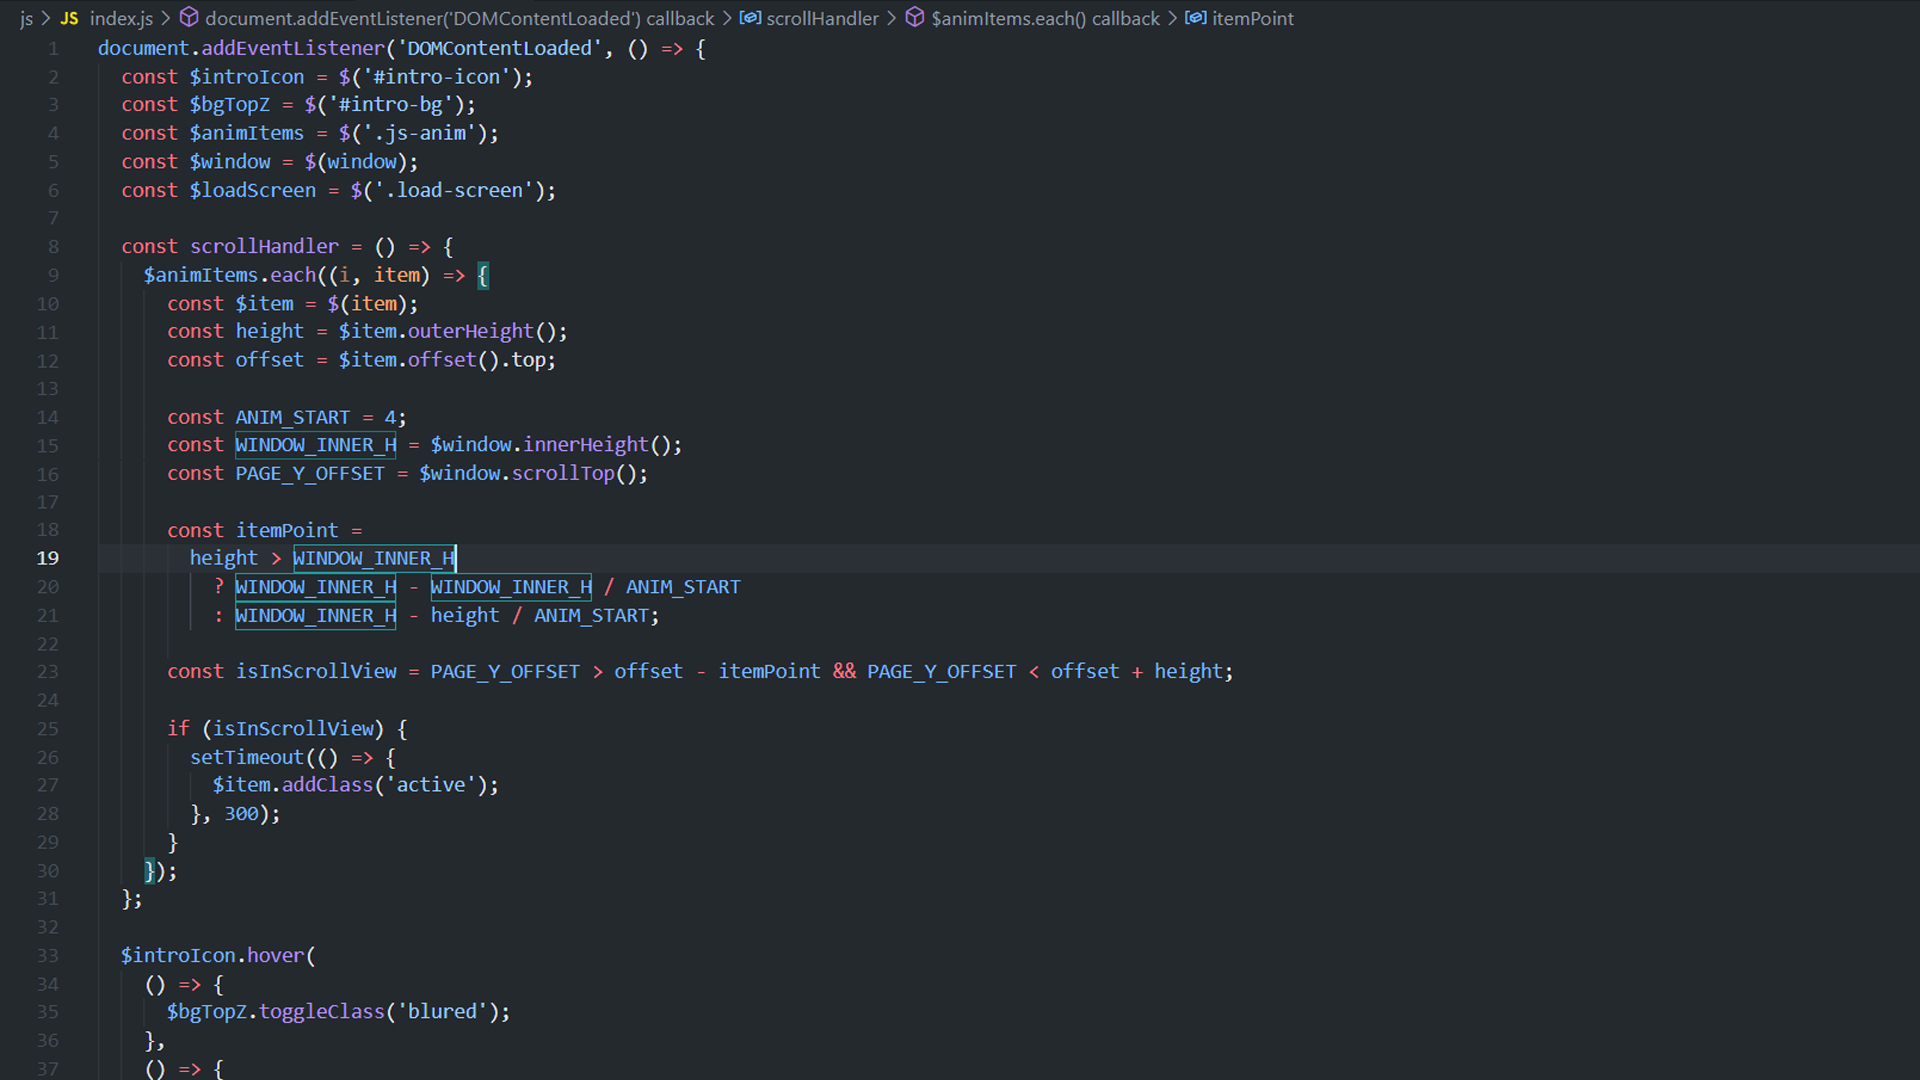 js > JS index.js > document.addEventListener('DOMContentLoaded') callback > scrollHandler > $animItems.each() callback > itemPoint
1 document.addEventListener('DOMContentLoaded', () => {
2 const $introIcon = $('#intro-icon');
3 const $bgTopZ = $('#intro-bg');
4 const $animItems = $('.js-anim');
5 const $window = $(window);
6 const $loadScreen = $('.load-screen');
7
8 const scrollHandler = () => {
9 $animItems.each((i, item) => {
10 const $item = $(item);
11 const height = $item.outerHeight();
12 const offset = $item.offset().top;
13
14 const ANIM_START = 4;
15 const WINDOW_INNER_H = $window.innerHeight();
16 const PAGE_Y_OFFSET = $window.scrollTop();
17
18 const itemPoint =
19 height > WINDOW_INNER_H
20 ? WINDOW_INNER_H - WINDOW_INNER_H / ANIM_START
21 : WINDOW_INNER_H - height / ANIM_START;
22
23 const isInScrollView = PAGE_Y_OFFSET > offset - itemPoint && PAGE_Y_OFFSET < offset + height;
24
25 if (isInScrollView) {
26 setTimeout(() => {
27 $item.addClass('active');
28 }, 300);
29 }
30 });
31 };
32
33 $introIcon.hover(
34 () => {
35 $bgTopZ.toggleClass('blured');
36 },
37 () => {